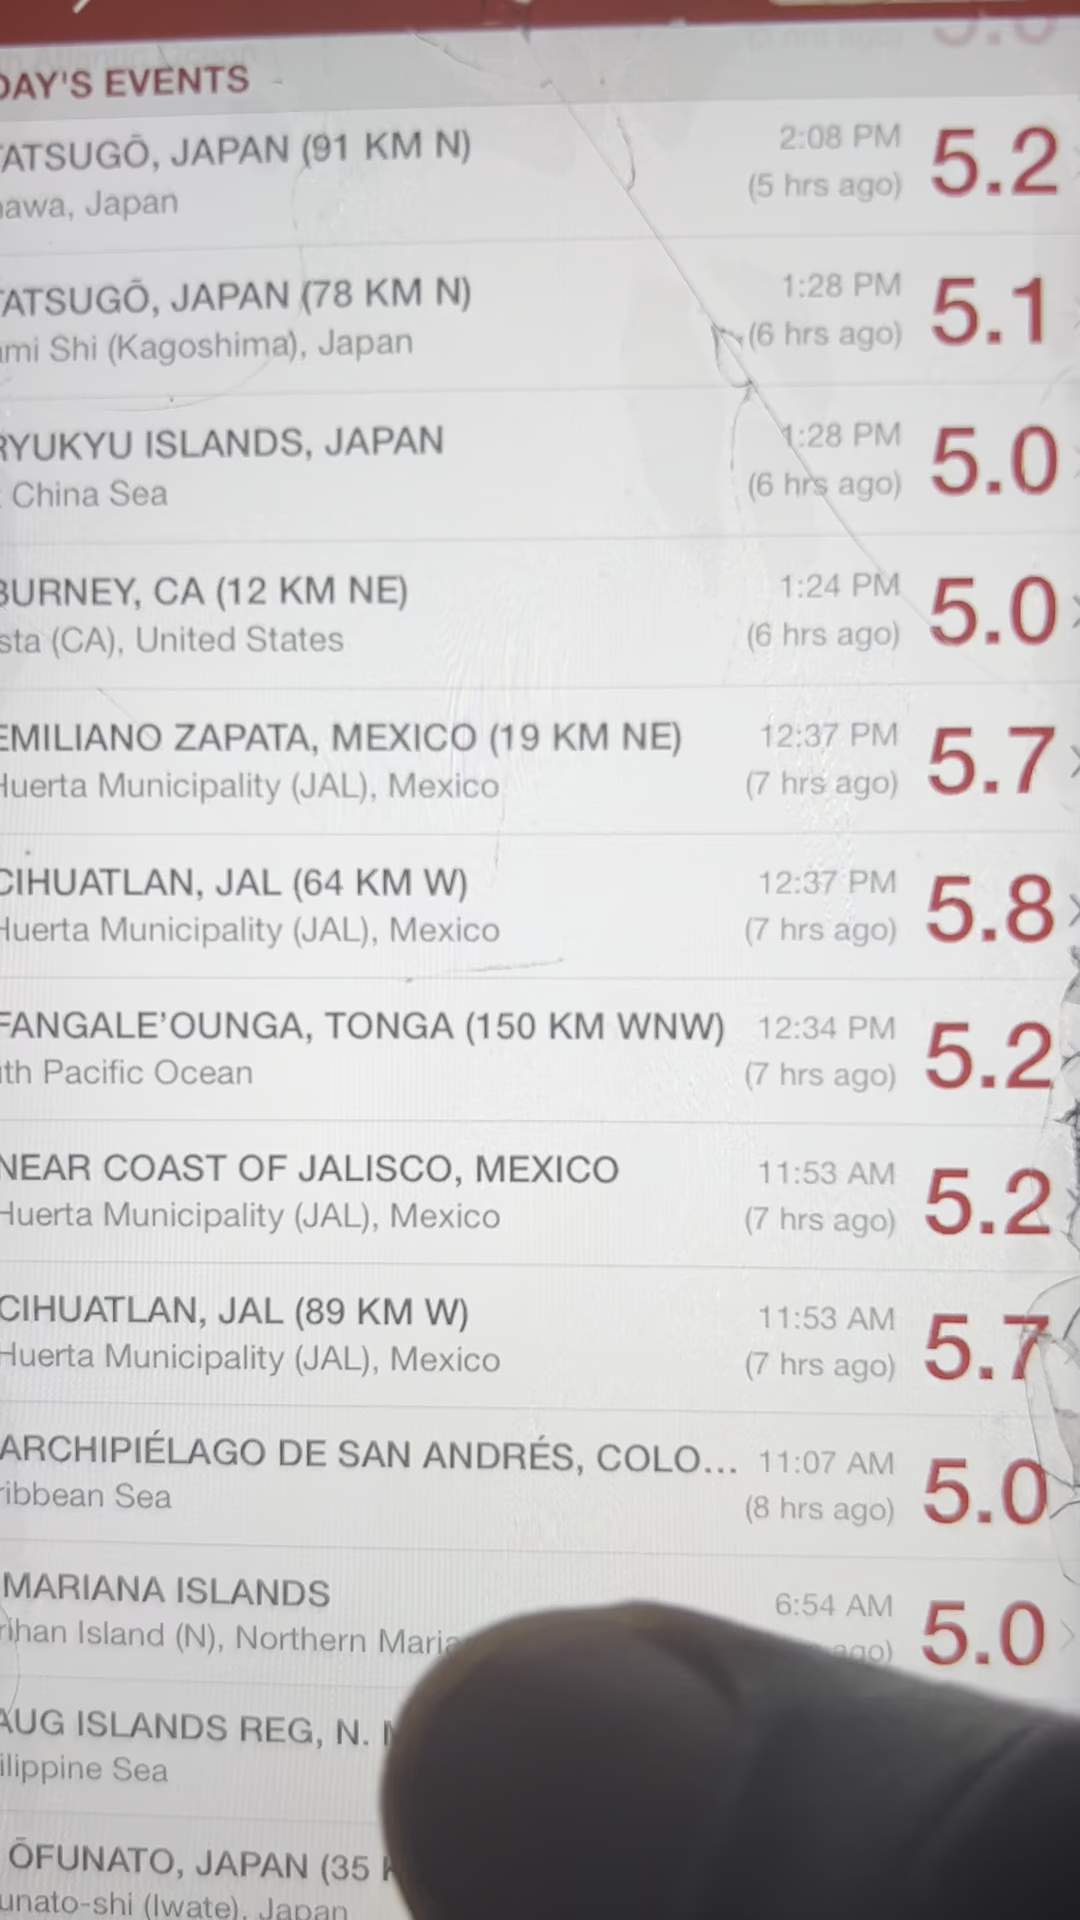 DAY'S EVENTS
ATSUGŌ, JAPAN (91 KM N)
2:08 PM
5.2
awa, Japan
(5 hrs ago)
ATSUGŌ, JAPAN (78 KM N)
1:28 PM
5.1
mi Shi (Kagoshima), Japan
(6 hrs ago)
RYUKYU ISLANDS, JAPAN
1:28 PM
5.0
China Sea
(6 hrs ago)
BURNEY, CA (12 KM NE)
1:24 PM
5.0
sta (CA), United States
(6 hrs ago)
EMILIANO ZAPATA, MEXICO (19 KM NE)
12:37 PM
5.7
Huerta Municipality (JAL), Mexico
(7 hrs ago)
CIHUATLAN, JAL (64 KM W)
12:37 PM
5.8
Huerta Municipality (JAL), Mexico
(7 hrs ago)
FANGALE’OUNGA, TONGA (150 KM WNW)
12:34 PM
5.2
th Pacific Ocean
(7 hrs ago)
NEAR COAST OF JALISCO, MEXICO
11:53 AM
5.2
Huerta Municipality (JAL), Mexico
(7 hrs ago)
CIHUATLAN, JAL (89 KM W)
11:53 AM
5.7
Huerta Municipality (JAL), Mexico
(7 hrs ago)
ARCHIPIÉLAGO DE SAN ANDRÉS, COLO...
11:07 AM
5.0
ribbean Sea
(8 hrs ago)
MARIANA ISLANDS
6:54 AM
5.0
rihan Island (N), Northern Maria
ago)
AUG ISLANDS REG, N.
ilippine Sea
ŌFUNATO, JAPAN (35
unato-shi (Iwate), Japan